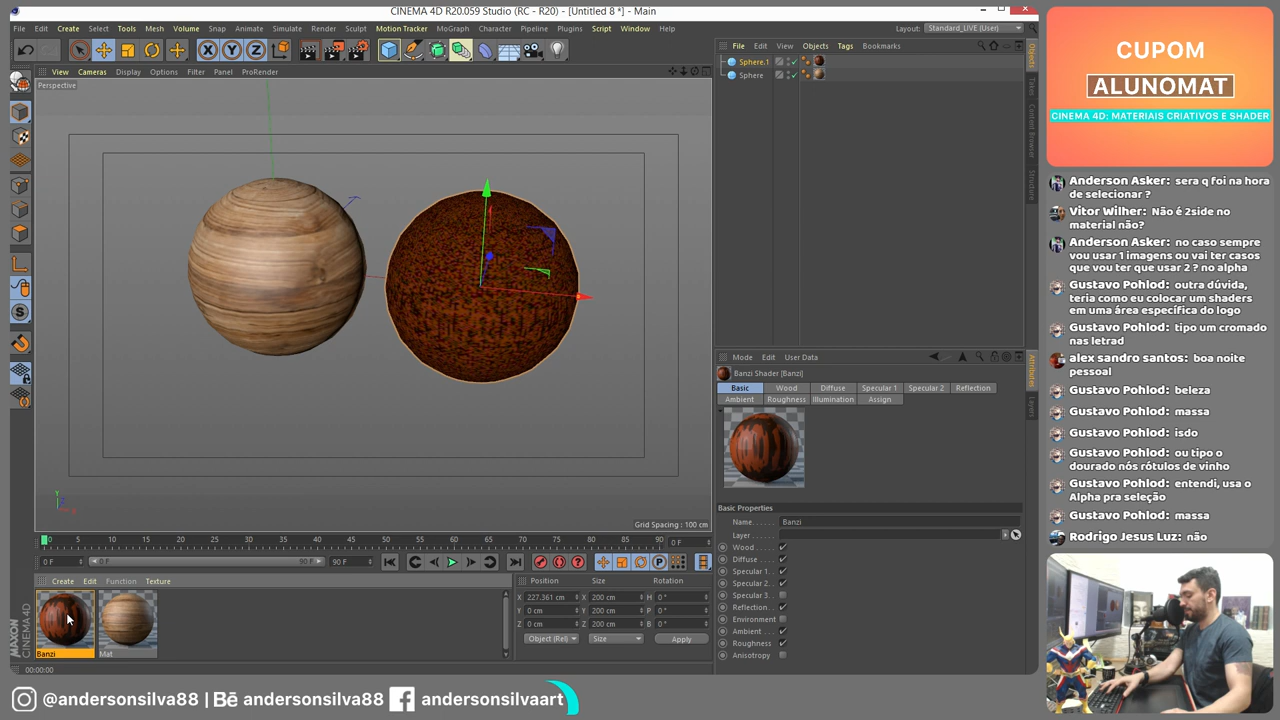 CINEMA 4D R20.059 Studio (RC - R20) - [Untitled 8 *] - Main
File Edit Create Select Tools Mesh Volume Snap Animate Simulate Render Sculpt Motion Tracker MoGraph Character Pipeline Plugins Script Window Help
Layout: Standard_LIVE (User)
View Cameras Display Options Filter Panel ProRender
Perspective
Grid Spacing : 100 cm
0 5 10 15 20 25 30 35 40 45 50 55 60 65 70 75 80 85 90 0 F
0 F 0 F 90 F 90 F
Create Edit Function Texture
Banzi
Mat
MAXON CINEMA 4D
Position Size Rotation
X 227.361 cm X 200 cm H 0 °
Y 0 cm Y 200 cm P 0 °
Z 0 cm Z 200 cm B 0 °
Object (Rel) Size Apply
00:00:00
File Edit View Objects Tags Bookmarks
Sphere.1
Sphere
Objects
Takes
Content Browser
Structure
Mode Edit User Data
Banzi Shader [Banzi]
Basic Wood Diffuse Specular 1 Specular 2 Reflection
Ambient Roughness Illumination Assign
Basic Properties
Name Banzi
Layer
Wood
Diffuse
Specular 1
Specular 2
Specular 3
Reflection
Environment
Ambient
Roughness
Anisotropy
Attributes
Layers
CUPOM
ALUNOMAT
CINEMA 4D: MATERIAIS CRIATIVOS E SHADER
Anderson Asker: sera q foi na hora
de selecionar ?
Vitor Wilher: Não é 2side no
material não?
Anderson Asker: no caso sempre
vou usar 1 imagens ou vai ter casos
que vou ter que usar 2 ? no alpha
Gustavo Pohlod: outra dúvida,
teria como eu colocar um shaders
em uma área específica do logo
Gustavo Pohlod: tipo um cromado
nas letrad
alex sandro santos: boa noite
pessoal
Gustavo Pohlod: beleza
Gustavo Pohlod: massa
Gustavo Pohlod: isdo
Gustavo Pohlod: ou tipo o
dourado nós rótulos de vinho
Gustavo Pohlod: entendi, usa o
Alpha pra seleção
Gustavo Pohlod: massa
Rodrigo Jesus Luz: não
@andersonsilva88 | Bē andersonsilva88 f andersonsilvaart